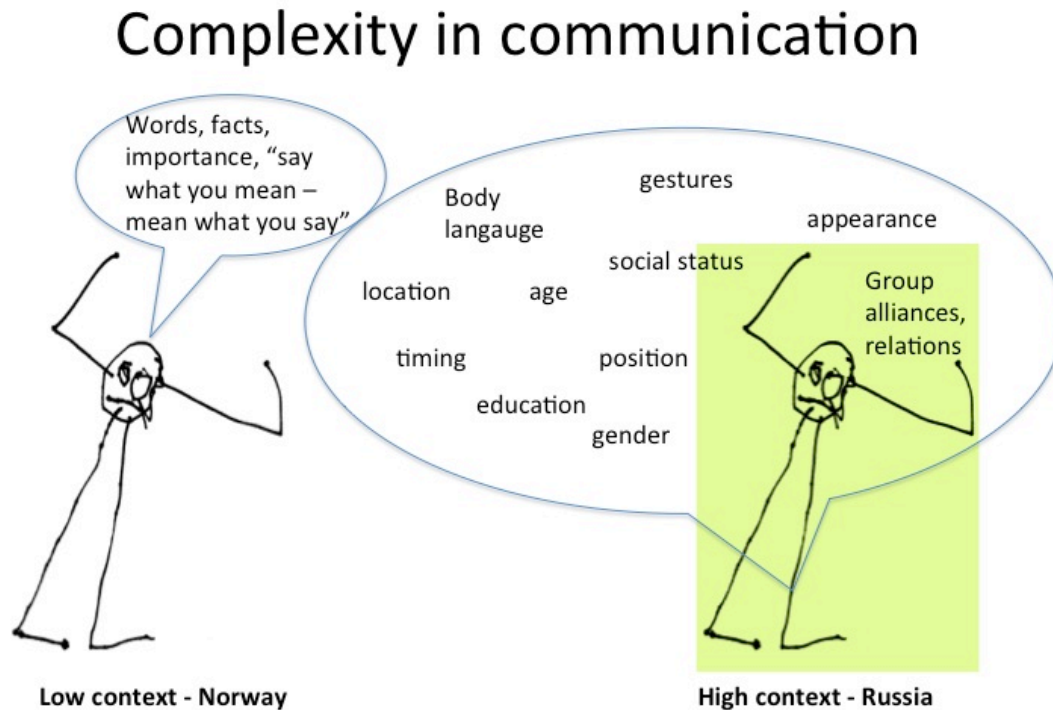 Complexity in communication
Words, facts,
importance, “say
what you mean –
mean what you say”
Body
langauge
gestures
appearance
social status
location
age
Group
alliances,
relations
timing
position
education
gender
Low context - Norway
High context - Russia